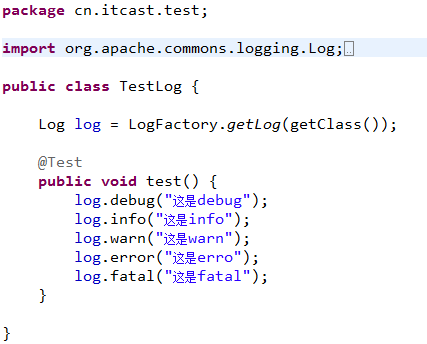 package cn.itcast.test;
import org.apache.commons.logging.Log;
public class TestLog {
Log log = LogFactory.getLog(getClass());
@Test
public void test() {
log.debug("这是debug");
log.info("这是info");
log.warn("这是warn");
log.error("这是erro");
log.fatal("这是fatal");
}
}